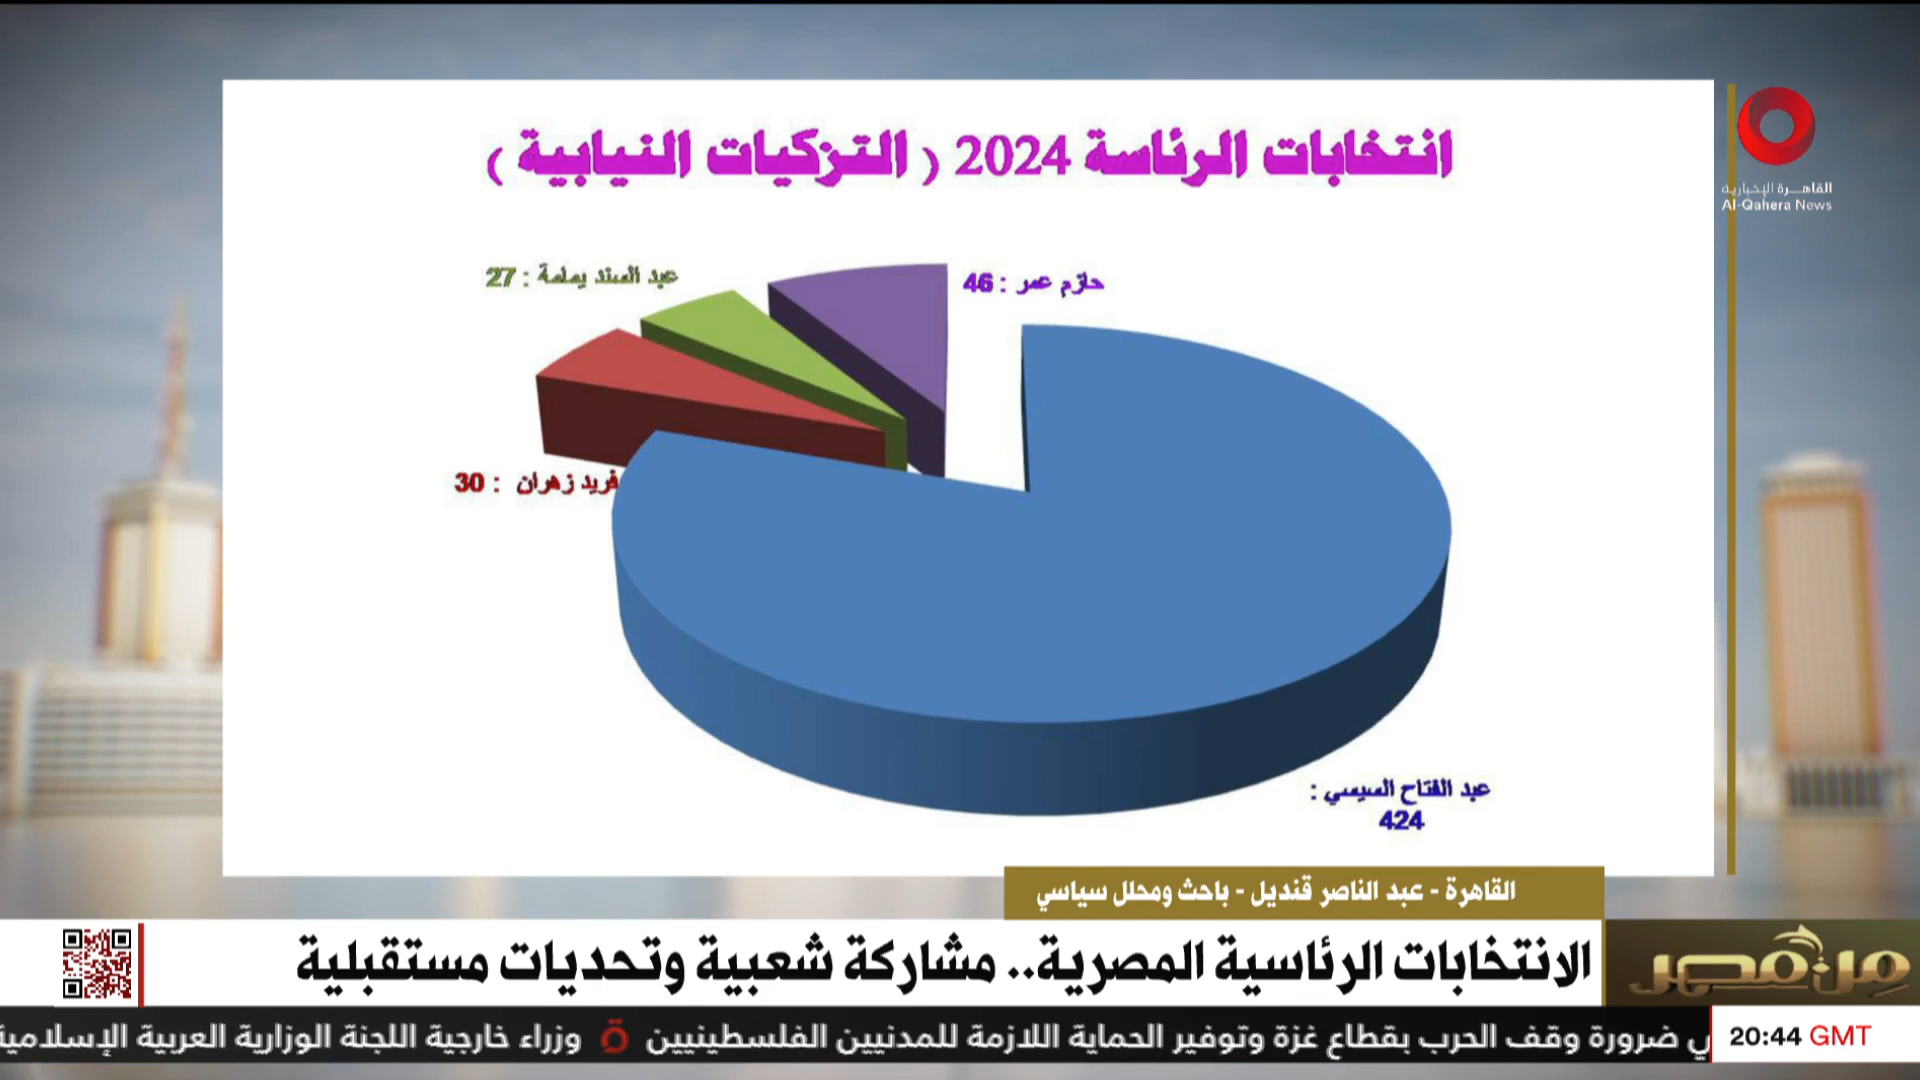 انتخابات الرئاسة 2024 ( التزكيات النيابية )
القاهرة الإخبارية
Al-Qahera News
حازم عمر : 46
عبد السند يمامة : 27
فريد زهران : 30
عبد الفتاح السيسي :
424
القاهرة - عبد الناصر قنديل - باحث ومحلل سياسي
الانتخابات الرئاسية المصرية.. مشاركة شعبية وتحديات مستقبلية
من مصر
20:44 GMT
ضرورة وقف الحرب بقطاع غزة وتوفير الحماية اللازمة للمدنيين الفلسطينيين وزراء خارجية اللجنة الوزارية العربية الإسلامية